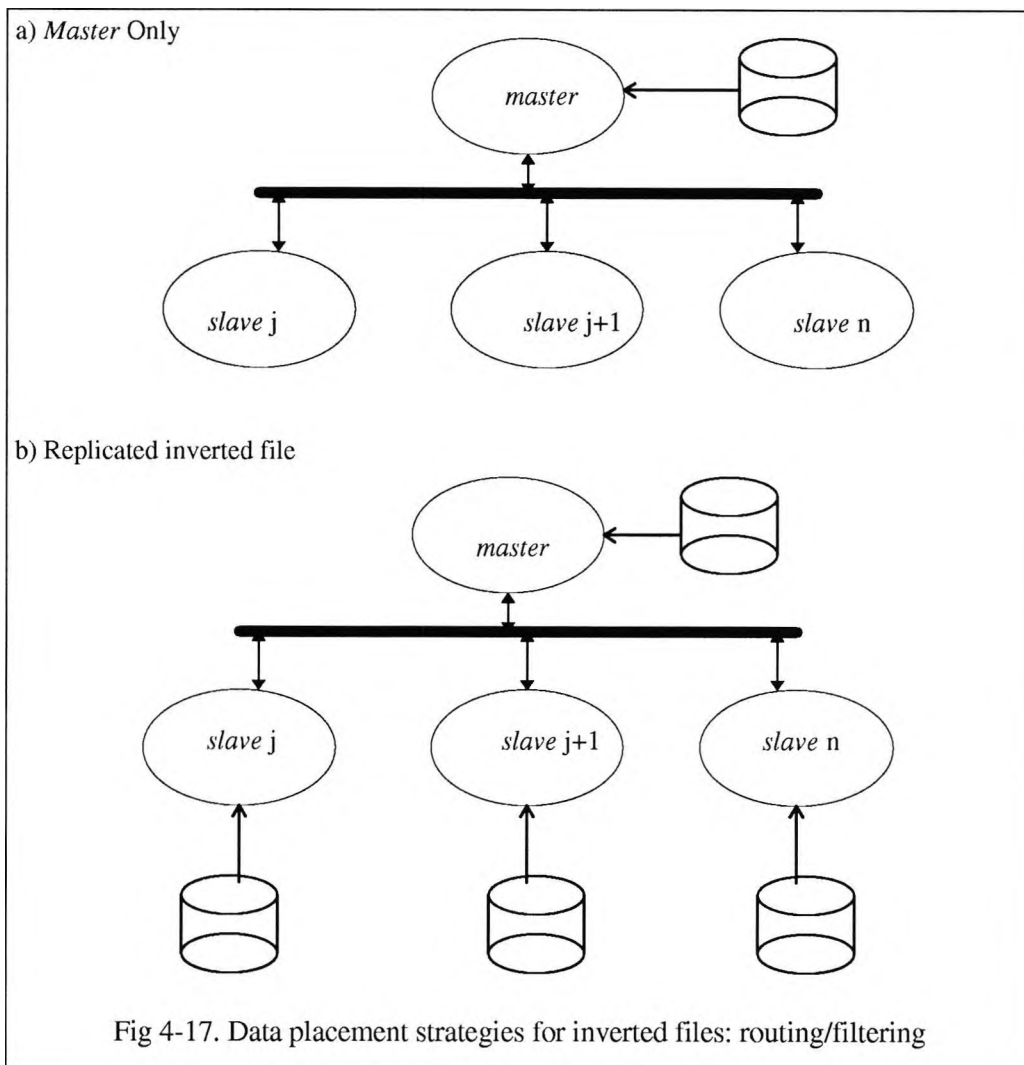 a) Master Only
master
slave j
slave j+1
slave n
b) Replicated inverted file
master
slave j
slave j+1
slave n
Fig 4-17. Data placement strategies for inverted files: routing/filtering